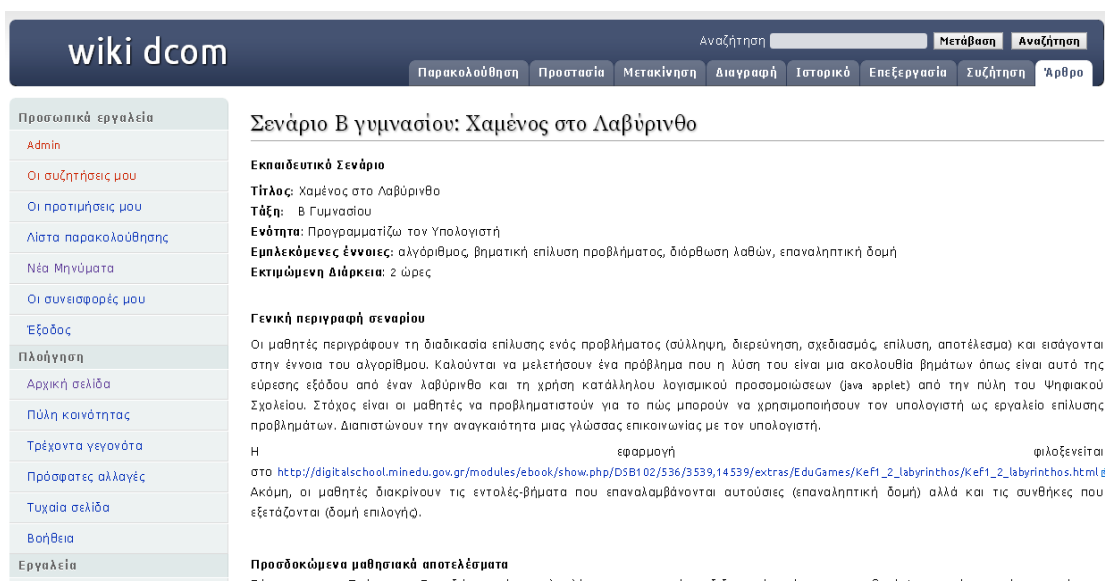 wiki dcom
Αναζήτηση Μετάβαση Αναζήτηση
Παρακολούθηση Προστασία Μετακίνηση Διαγραφή Ιστορικό Επεξεργασία Συζήτηση Άρθρο
Προσωπικά εργαλεία
Admin
Οι συζητήσεις μου
Οι προτιμήσεις μου
Λίστα παρακολούθησης
Νέα Μηνύματα
Οι συνεισφορές μου
Έξοδος
Πλοήγηση
Αρχική σελίδα
Πύλη κοινότητας
Τρέχοντα γεγονότα
Πρόσφατες αλλαγές
Τυχαία σελίδα
Βοήθεια
Εργαλεία
Σενάριο Β γυμνασίου: Χαμένος στο Λαβύρινθο
Εκπαιδευτικό Σενάριο
Τίτλος: Χαμένος στο Λαβύρινθο
Τάξη: Β Γυμνασίου
Ενότητα: Προγραμματίζω τον Υπολογιστή
Εμπλεκόμενες έννοιες: αλγόριθμος, βηματική επίλυση προβλήματος, διόρθωση λαθών, επαναληπτική δομή
Εκτιμώμενη Διάρκεια: 2 ώρες
Γενική περιγραφή σεναρίου
Οι μαθητές περιγράφουν τη διαδικασία επίλυσης ενός προβλήματος (σύλληψη, διερεύνηση, σχεδιασμός, επίλυση, αποτέλεσμα) και εισάγονται
στην έννοια του αλγορίθμου. Καλούνται να μελετήσουν ένα πρόβλημα που η λύση του είναι μια ακολουθία βημάτων όπως είναι αυτό της
εύρεσης εξόδου από έναν λαβύρινθο και τη χρήση κατάλληλου λογισμικού προσομοιώσεων (java applet) από την πύλη του Ψηφιακού
Σχολείου. Στόχος είναι οι μαθητές να προβληματιστούν για το πώς μπορούν να χρησιμοποιήσουν τον υπολογιστή ως εργαλείο επίλυσης
προβλημάτων. Διαπιστώνουν την αναγκαιότητα μιας γλώσσας επικοινωνίας με τον υπολογιστή.
Η εφαρμογή φιλοξενείται
στο http://digitalschool.minedu.gov.gr/modules/ebook/show.php/DSB102/536/3539,14539/extras/EduGames/Kef1_2_labyrinthos/Kef1_2_labyrinthos.html
Ακόμη, οι μαθητές διακρίνουν τις εντολές-βήματα που επαναλαμβάνονται αυτούσιες (επαναληπτική δομή) αλλά και τις συνθήκες που
εξετάζονται (δομή επιλογής).
Προσδοκώμενα μαθησιακά αποτελέσματα